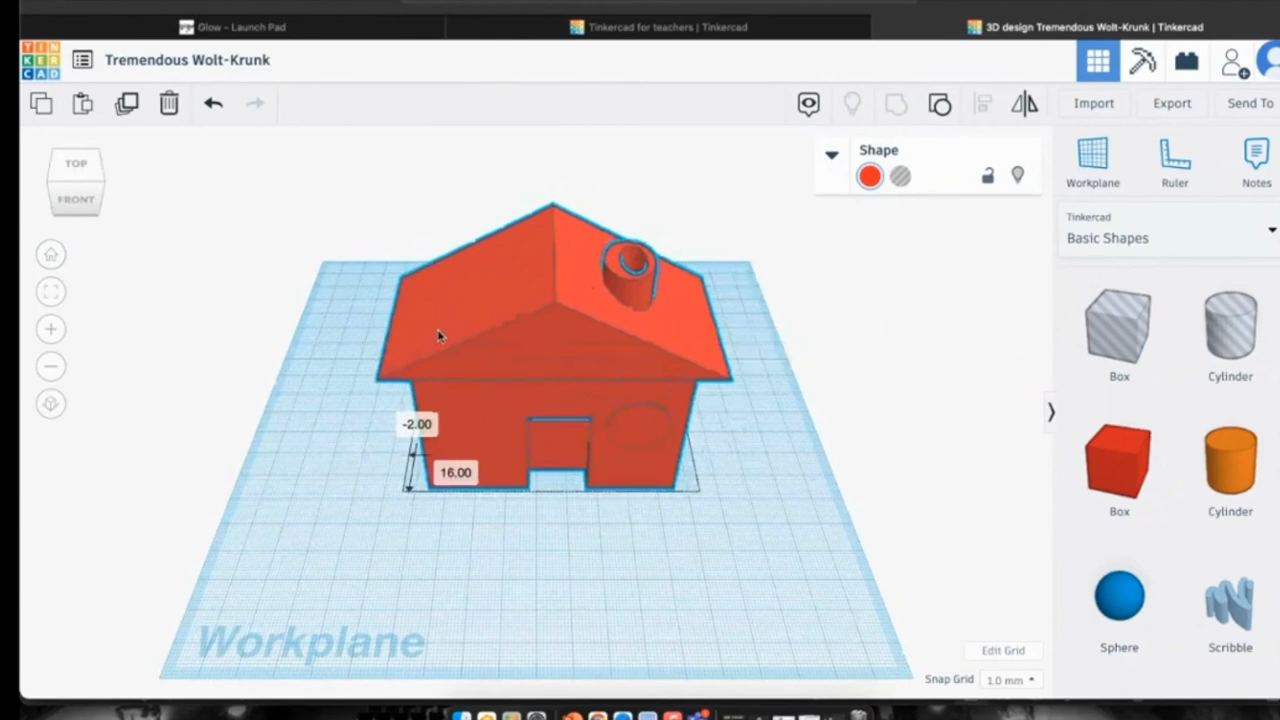 Glow – Launch Pad
Tinkercad for teachers | Tinkercad
3D design Tremendous Wolt-Krunk | Tinkercad
TIN
KER
CAD
Tremendous Wolt-Krunk
Import
Export
Send To
TOP
FRONT
Shape
Workplane
Ruler
Notes
Tinkercad
Basic Shapes
Box
Cylinder
-2.00
16.00
Box
Cylinder
Sphere
Scribble
Workplane
Edit Grid
Snap Grid
1.0 mm